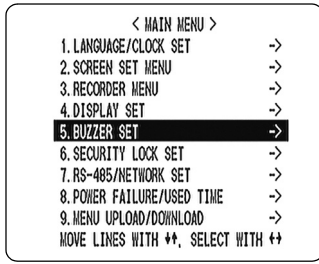 < MAIN MENU >
1. LANGUAGE/CLOCK SET ->
2. SCREEN SET MENU ->
3. RECORDER MENU ->
4. DISPLAY SET ->
5. BUZZER SET ->
6. SECURITY LOCK SET ->
7. RS-485/NETWORK SET ->
8. POWER FAILURE/USED TIME ->
9. MENU UPLOAD/DOWNLOAD ->
MOVE LINES WITH ↓↑, SELECT WITH ←→